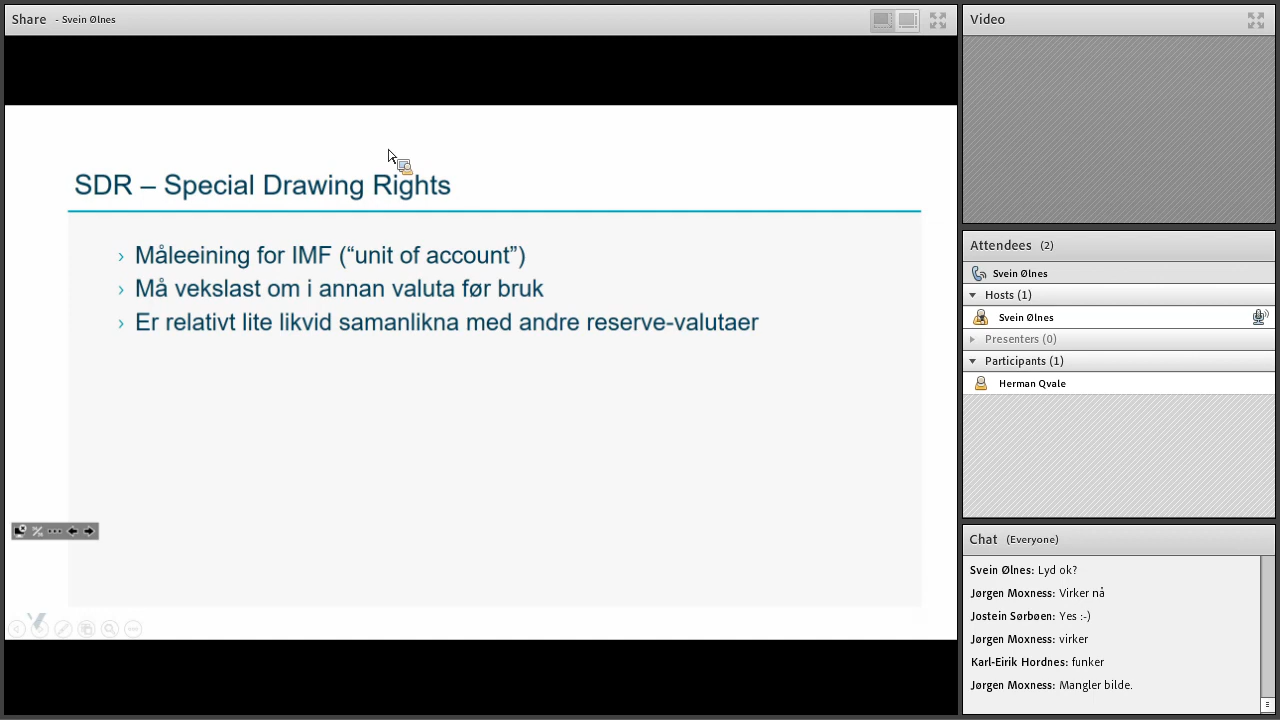 Share - Svein Ølnes
SDR – Special Drawing Rights
› Måleeining for IMF (“unit of account”)
› Må vekslast om i annan valuta før bruk
› Er relativt lite likvid samanlikna med andre reserve-valutaer
Video
Attendees (2)
Svein Ølnes
Hosts (1)
Svein Ølnes
Presenters (0)
Participants (1)
Herman Qvale
Chat (Everyone)
Svein Ølnes: Lyd ok?
Jørgen Moxness: Virker nå
Jostein Sørbøen: Yes :-)
Jørgen Moxness: virker
Karl-Eirik Hordnes: funker
Jørgen Moxness: Mangler bilde.